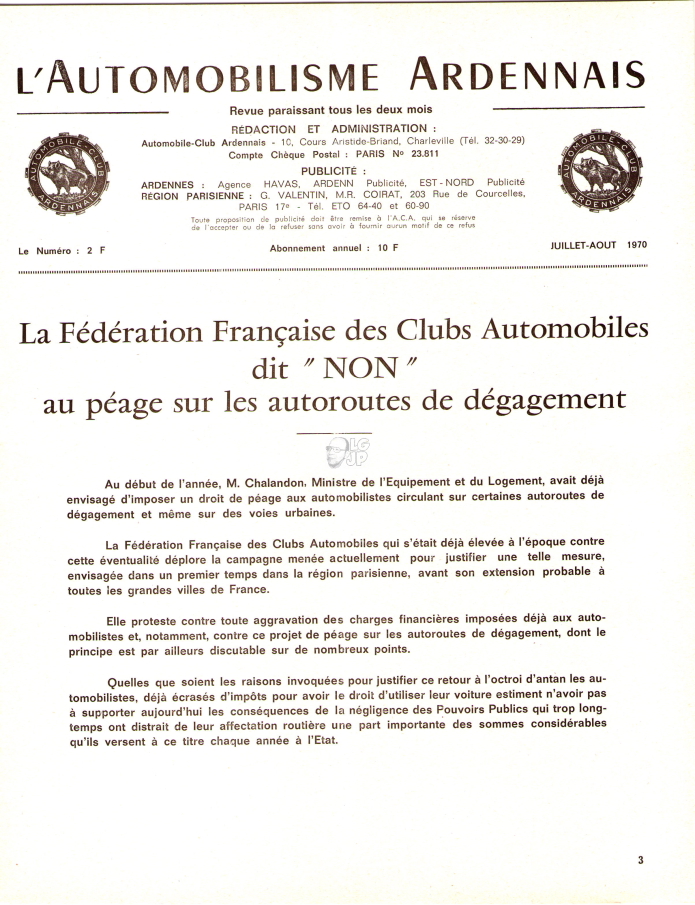 L'AUTOMOBILISME ARDENNAIS
Revue paraissant tous les deux mois
RÉDACTION ET ADMINISTRATION :
Automobile-Club Ardennais - 10, Cours Aristide-Briand, Charleville (Tél. 32-30-29)
Compte Chèque Postal : PARIS Nº 23.811
PUBLICITÉ :
ARDENNES : Agence HAVAS, ARDENN Publicité, EST-NORD Publicité
RÉGION PARISIENNE : G. VALENTIN, M.R. COIRAT, 203 Rue de Courcelles,
PARIS 17º - Tél. ETO 64-40 et 60-90
Toute proposition de publicité doit être remise à l'A.C.A. qui se réserve
de l'accepter ou de la refuser sans avoir à fournir aurun motif de ce refus
AUTOMOBILE-CLUB
ARDENNAIS
AUTOMOBILE-CLUB
ARDENNAIS
Le Numéro : 2 F
Abonnement annuel : 10 F
JUILLET-AOUT 1970
La Fédération Française des Clubs Automobiles
dit " NON "
au péage sur les autoroutes de dégagement
LG
JP
Au début de l'année, M. Chalandon, Ministre de l'Equipement et du Logement, avait déjà
envisagé d'imposer un droit de péage aux automobilistes circulant sur certaines autoroutes de
dégagement et même sur des voies urbaines.
La Fédération Française des Clubs Automobiles qui s'était déjà élevée à l'époque contre
cette éventualité déplore la campagne menée actuellement pour justifier une telle mesure,
envisagée dans un premier temps dans la région parisienne, avant son extension probable à
toutes les grandes villes de France.
Elle proteste contre toute aggravation des charges financières imposées déjà aux auto-
mobilistes et, notamment, contre ce projet de péage sur les autoroutes de dégagement, dont le
principe est par ailleurs discutable sur de nombreux points.
Quelles que soient les raisons invoquées pour justifier ce retour à l'octroi d'antan les au-
tomobilistes, déjà écrasés d'impôts pour avoir le droit d'utiliser leur voiture estiment n'avoir pas
à supporter aujourd'hui les conséquences de la négligence des Pouvoirs Publics qui trop long-
temps ont distrait de leur affectation routière une part importante des sommes considérables
qu'ils versent à ce titre chaque année à l'Etat.
3